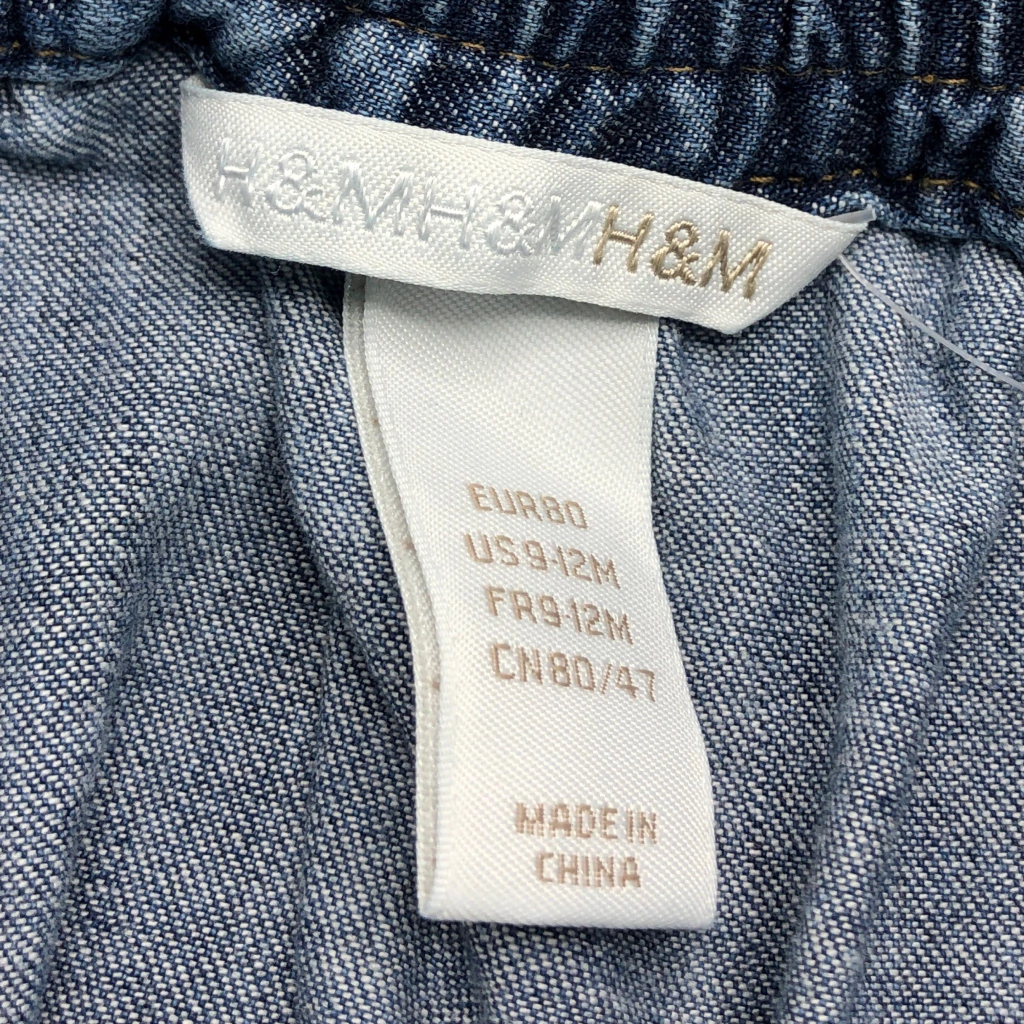 H&MH&MH&M
EUR80
US9-12M
FR9-12M
CN80/47
MADE IN
CHINA